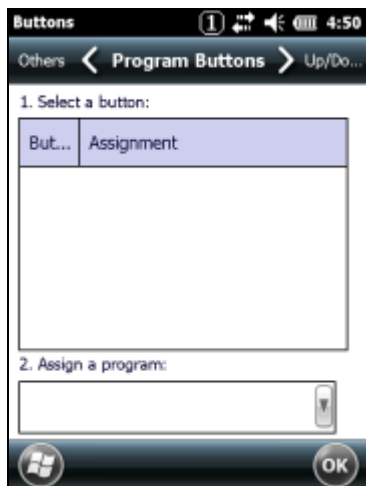 Buttons 1 4:50
Others Program Buttons Up/Do...
1. Select a button:
But... Assignment
2. Assign a program:
OK